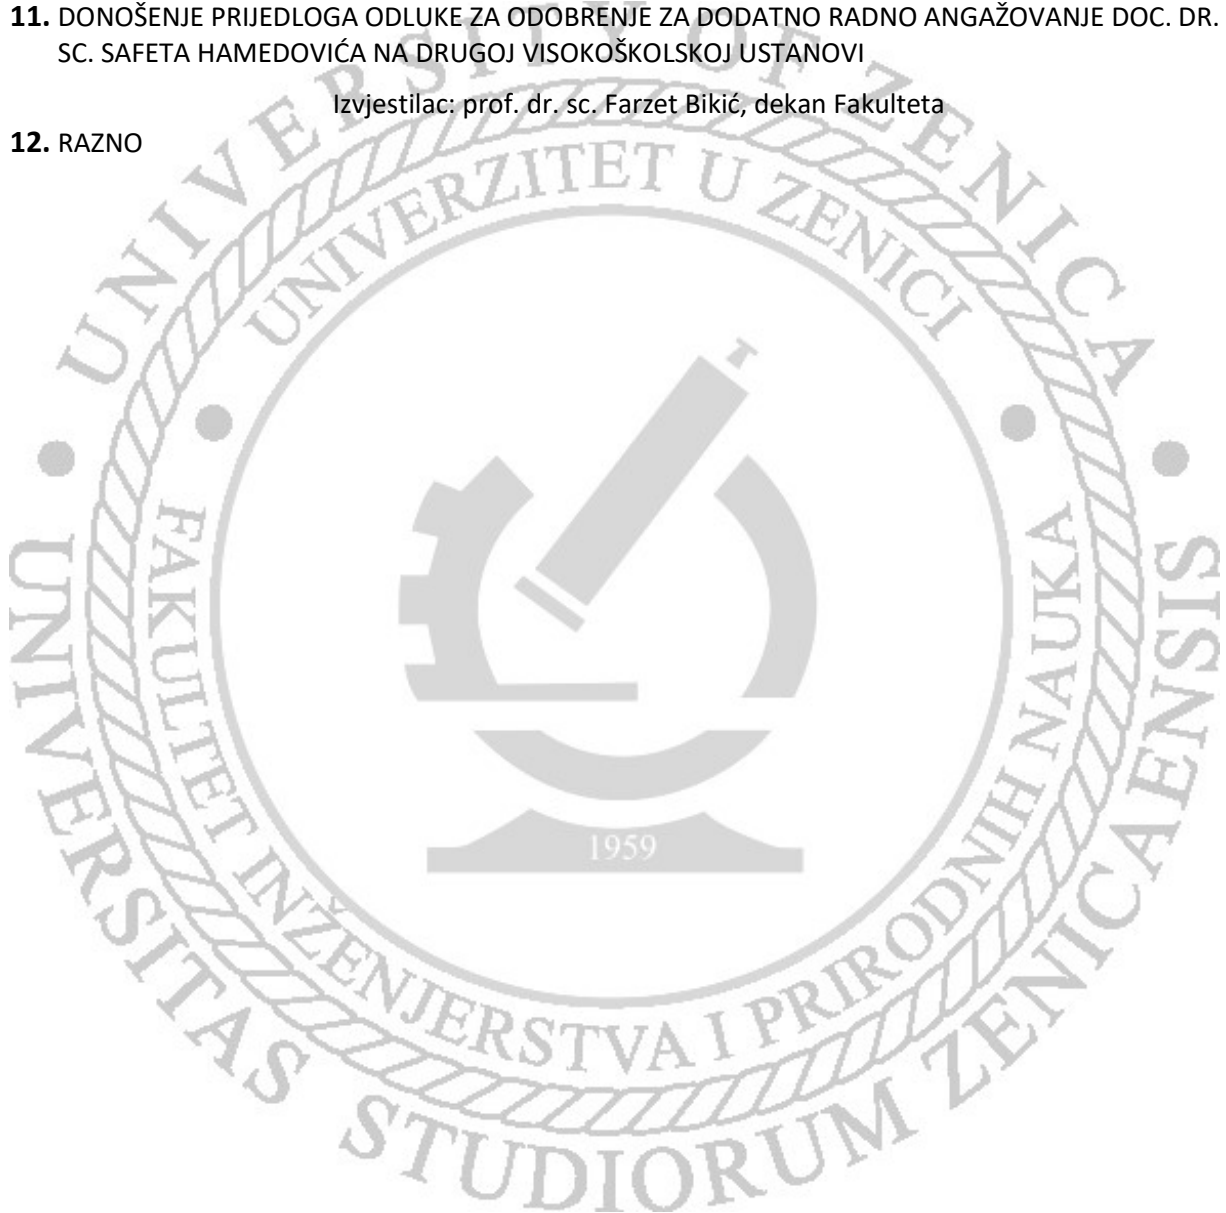 11. DONOŠENJE PRIJEDLOGA ODLUKE ZA ODOBRENJE ZA DODATNO RADNO ANGAŽOVANJE DOC. DR.
SC. SAFETA HAMEDOVIĆA NA DRUGOJ VISOKOŠKOLSKOJ USTANOVI
Izvjestilac: prof. dr. sc. Farzet Bikić, dekan Fakulteta
12. RAZNO
UNIVERSITY OF ZENICA
UNIVERZITET U ZENICI
FAKULTET INŽENJERSTVA I PRIRODNIH NAUKA
1959
UNIVERSITAS STUDIORUM ZENICAENSIS